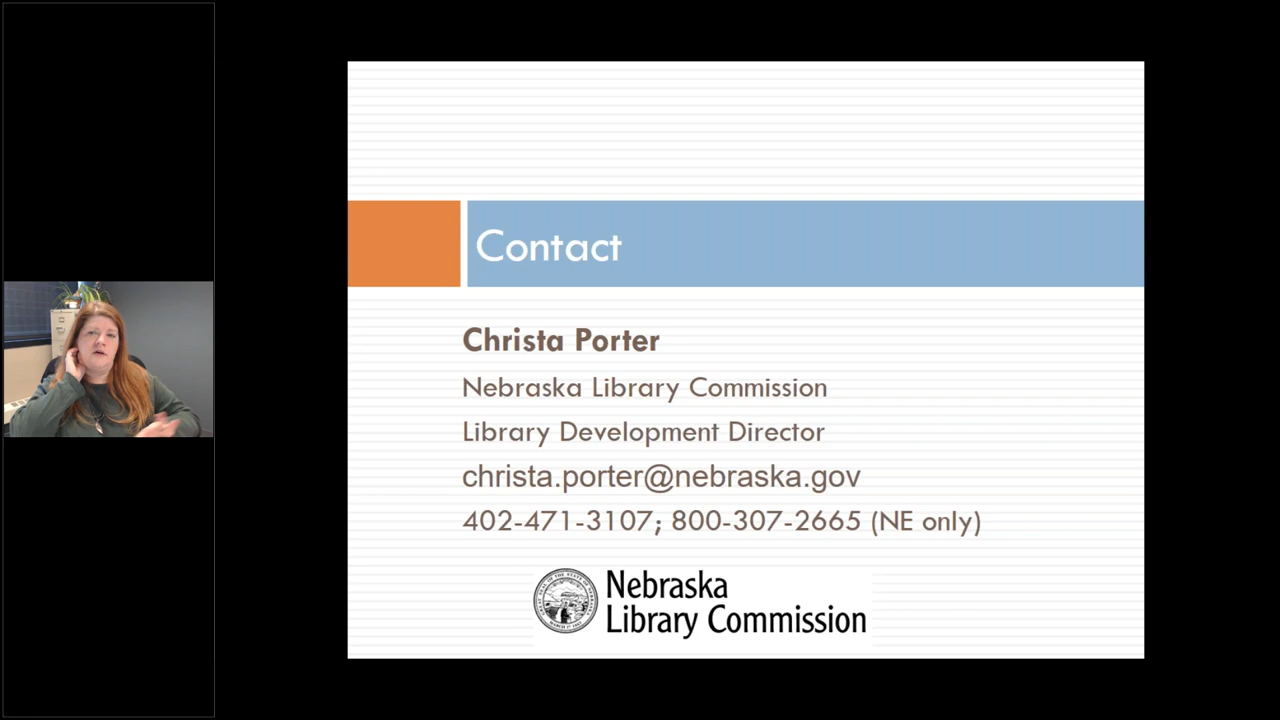 Contact
Christa Porter
Nebraska Library Commission
Library Development Director
christa.porter@nebraska.gov
402-471-3107; 800-307-2665 (NE only)
Nebraska
Library Commission